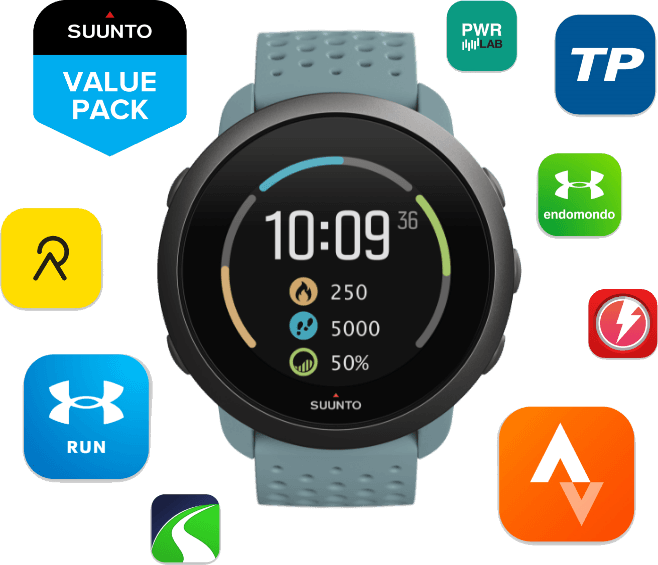 SUUNTO
VALUE
PACK
PWR
LAB
TP
endomondo
10:09 36
250
5000
50%
SUUNTO
RUN